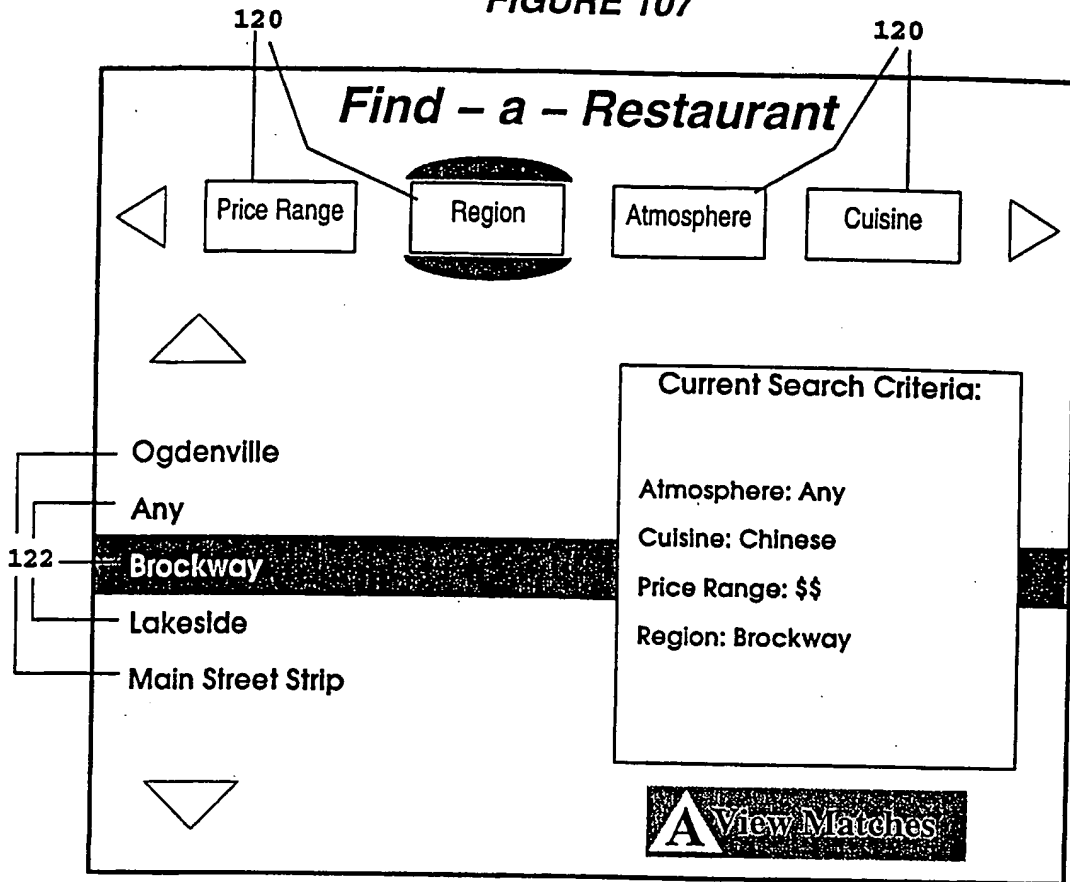 FIGURE 107
120 120
Find – a – Restaurant
Price Range Region Atmosphere Cuisine
Current Search Criteria:
Ogdenville
Atmosphere: Any
Any
Cuisine: Chinese
122 Brockway
Price Range: $$
Lakeside
Region: Brockway
Main Street Strip
A View Matches